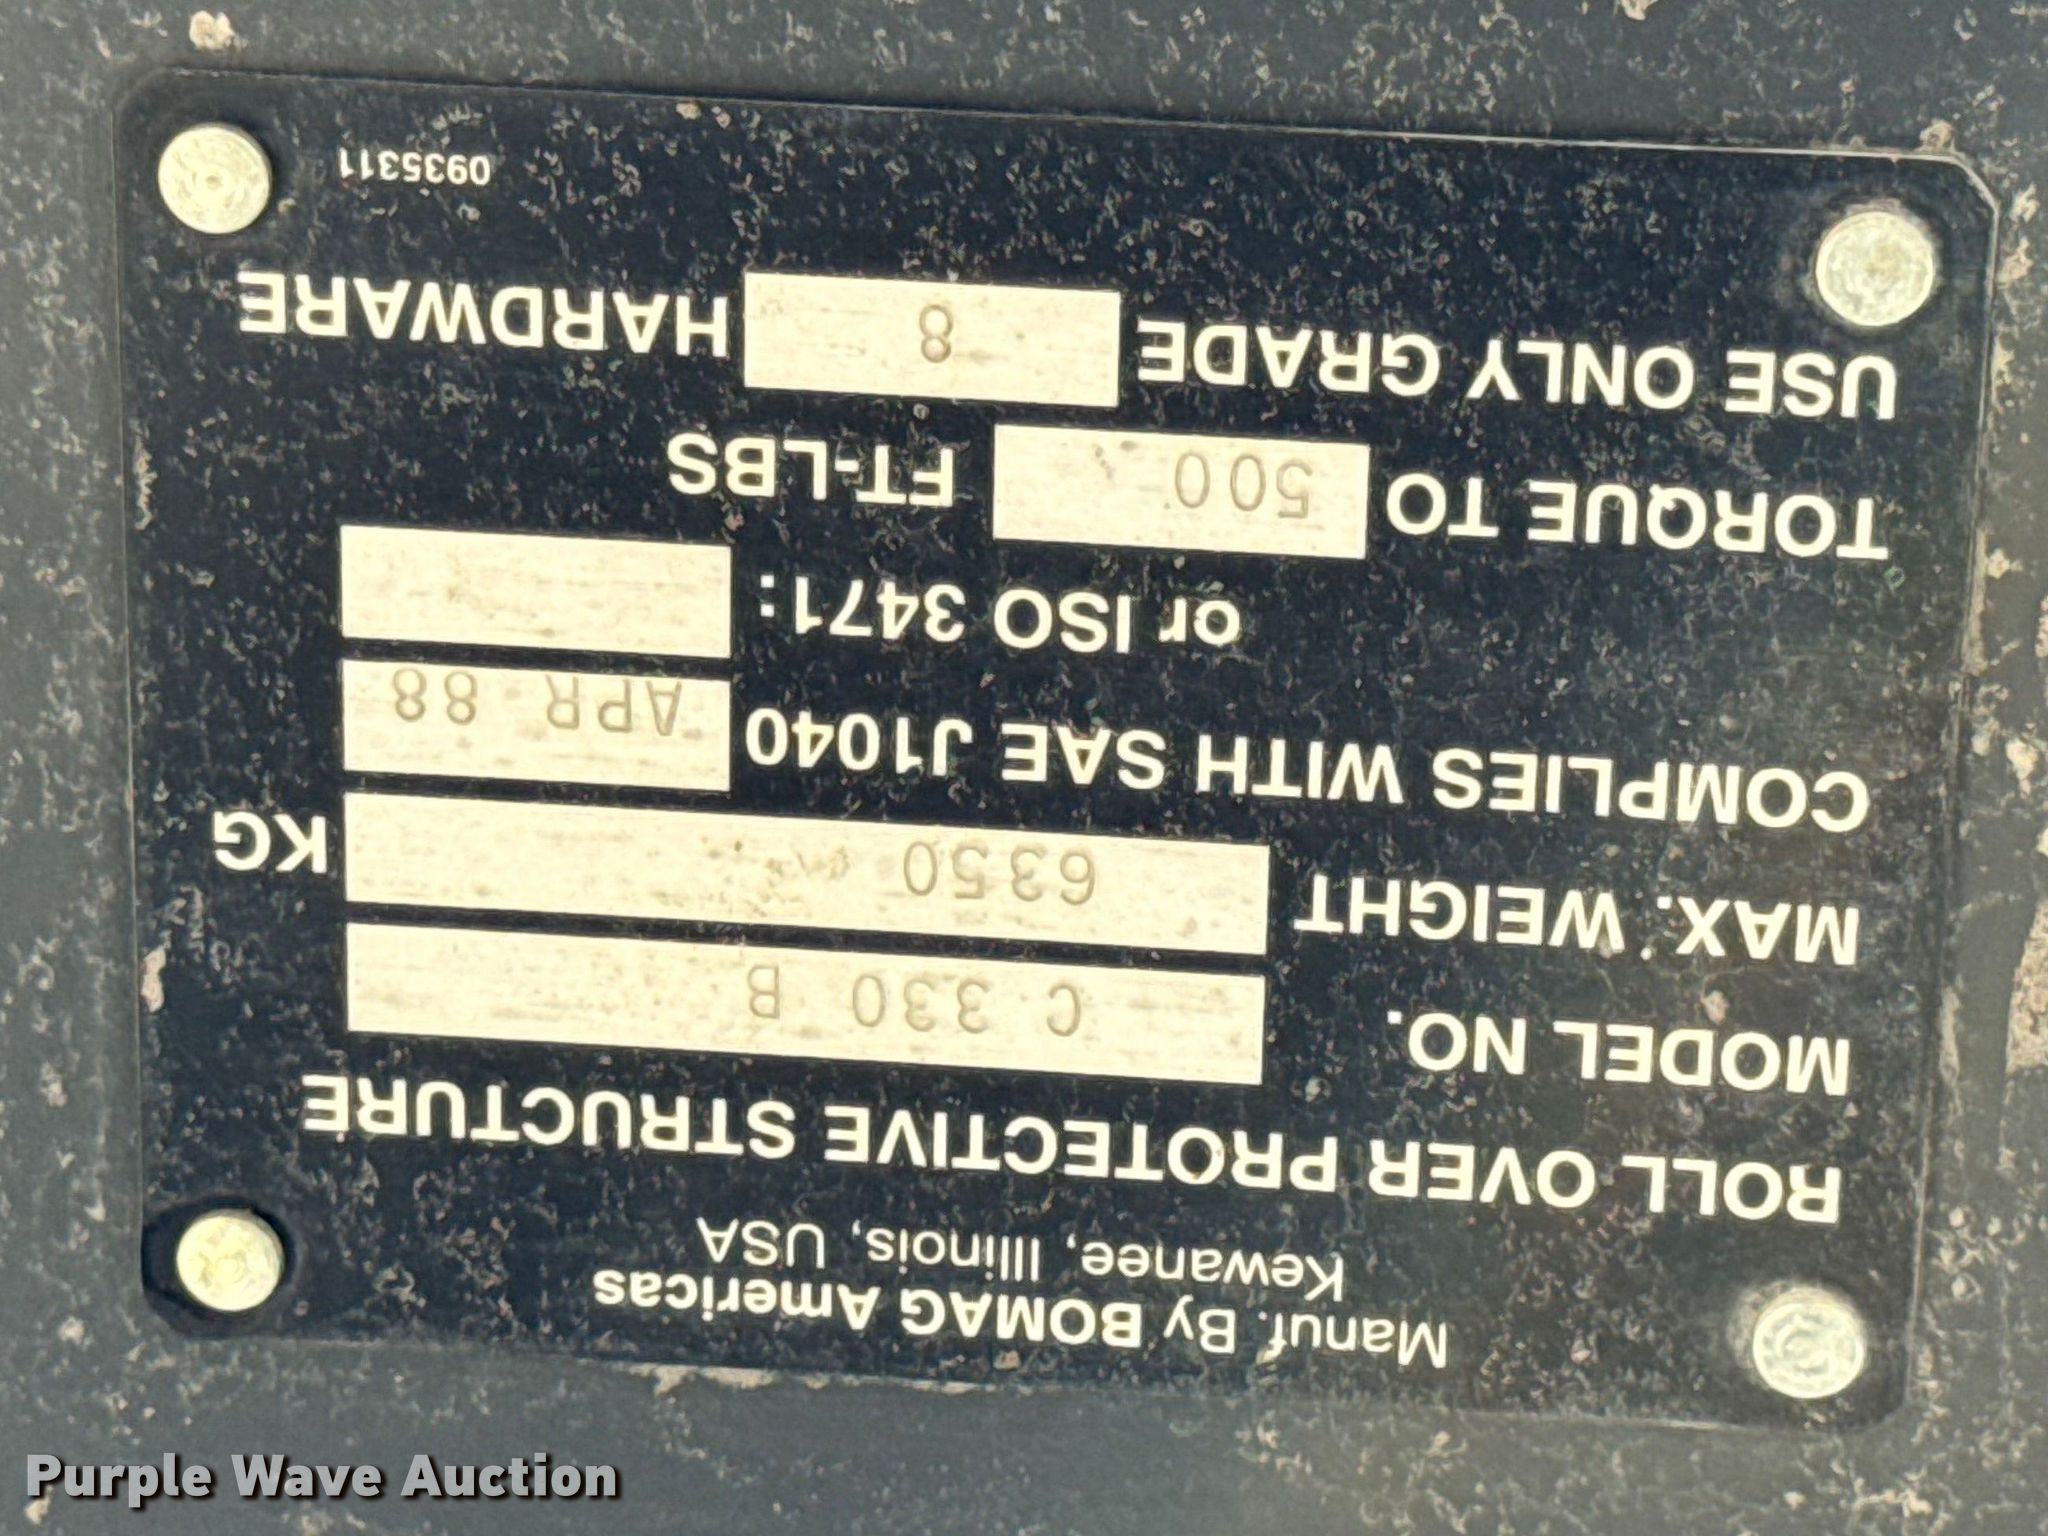 Manuf. By BOMAG Americas
Kewanee, Illinois, USA
ROLL OVER PROTECTIVE STRUCTURE
MODEL NO. C 330 B
MAX. WEIGHT 6350 KG
COMPLIES WITH SAE J1040 APR 88
or ISO 3471:
TORQUE TO 500 FT-LBS
USE ONLY GRADE 8 HARDWARE
0935311
Purple Wave Auction